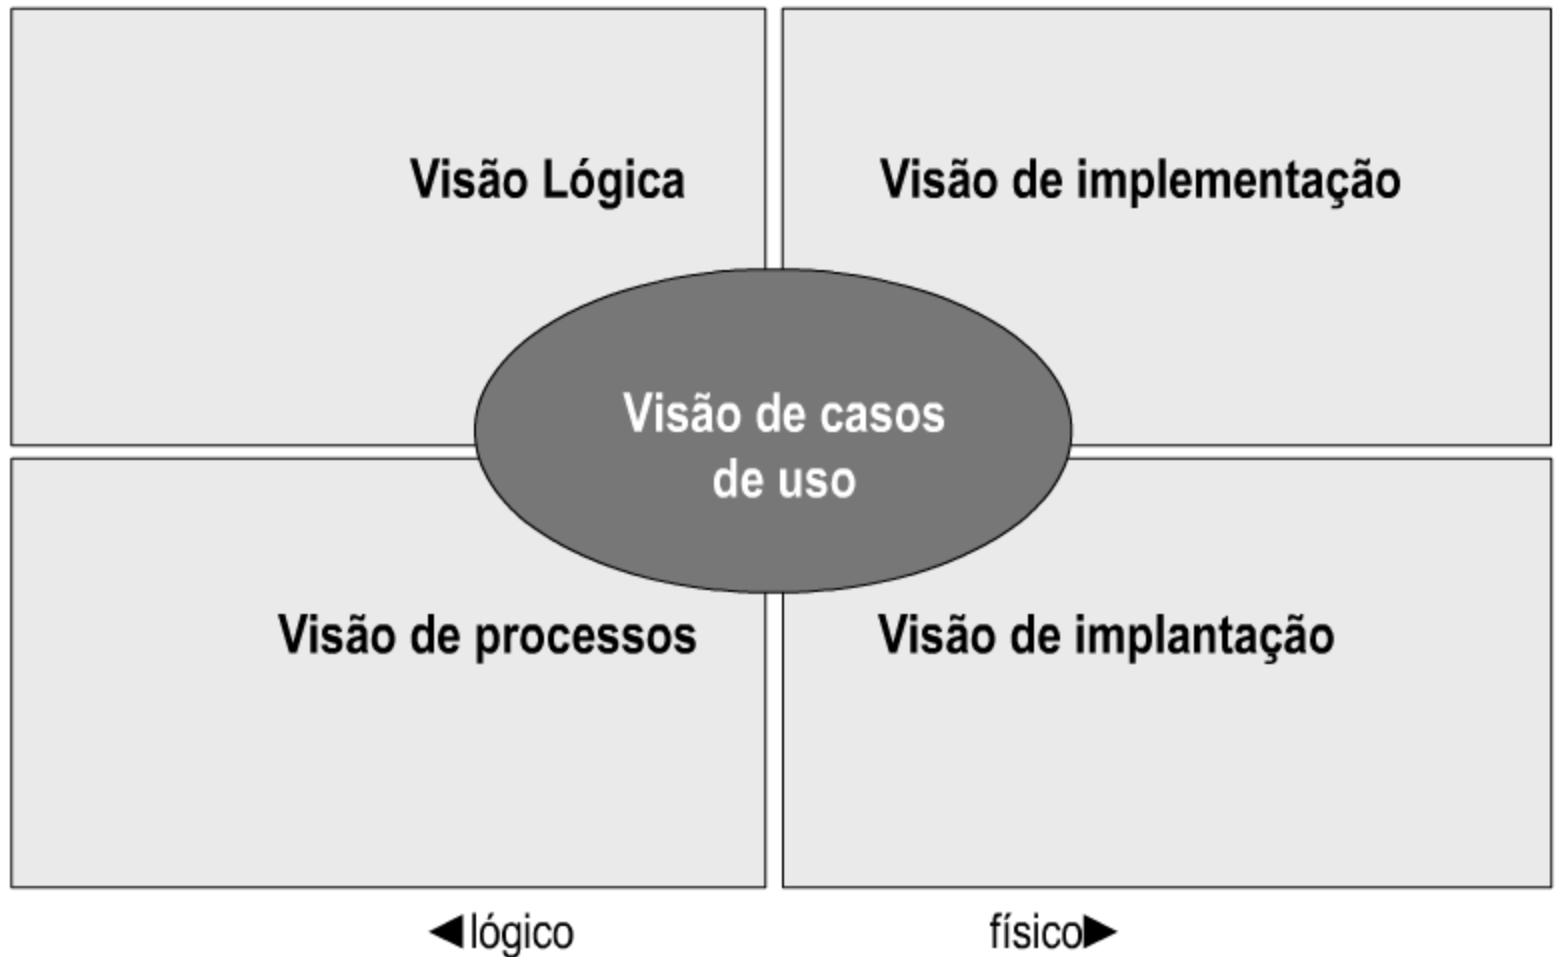 Visão Lógica
Visão de implementação
Visão de casos
de uso
Visão de processos
Visão de implantação
lógico
físico